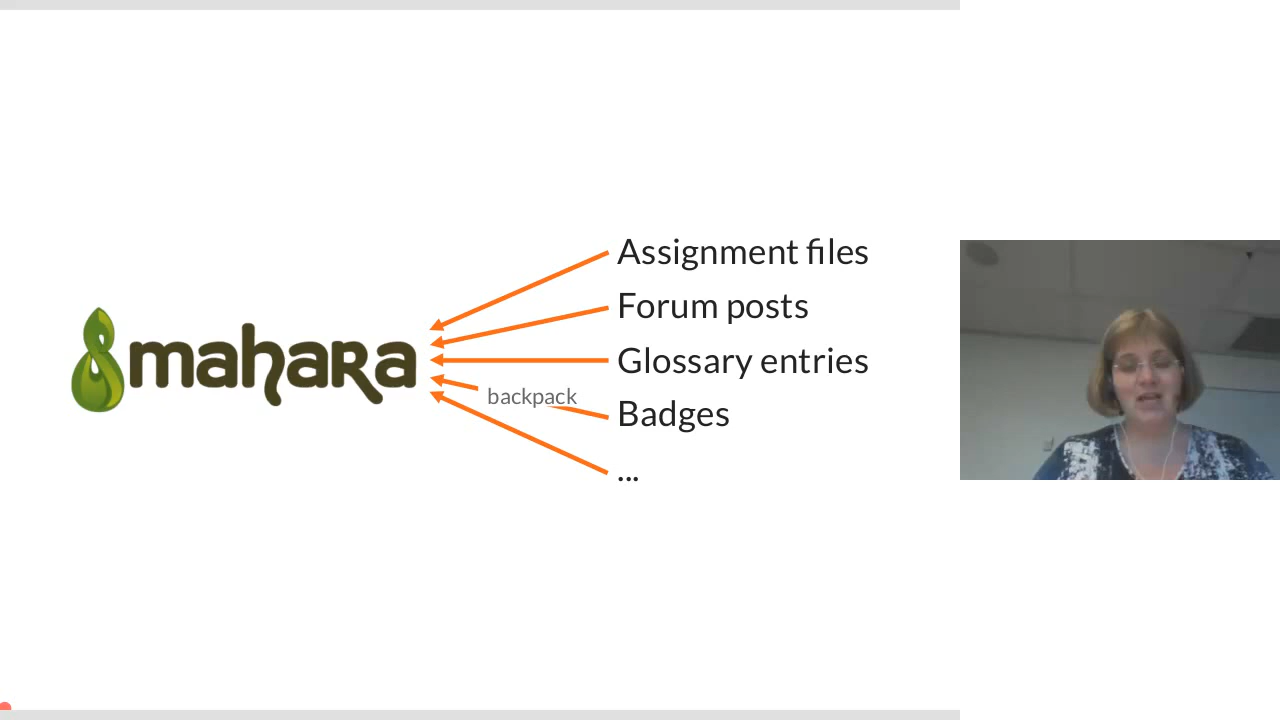 mahara
Assignment files
Forum posts
Glossary entries
backpack
Badges
...